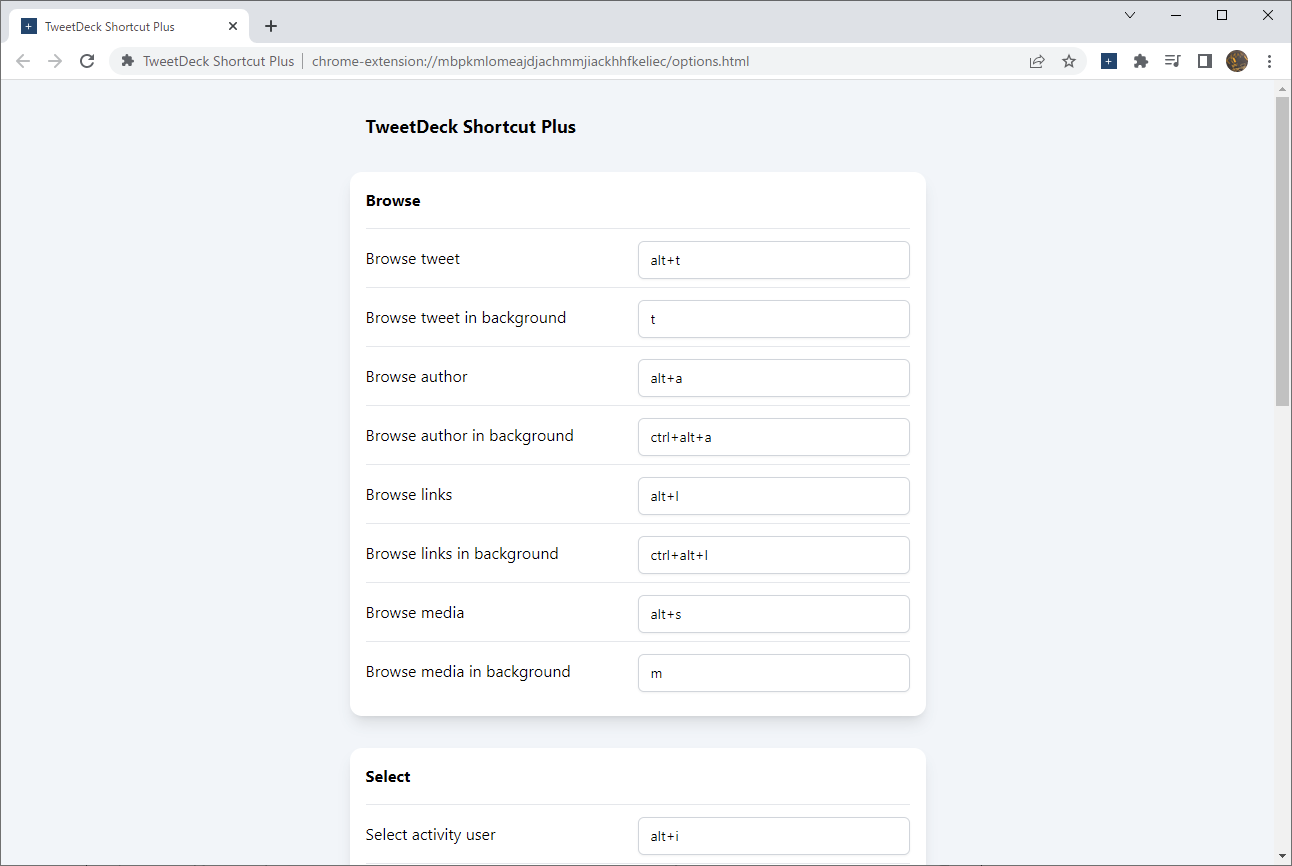 TweetDeck Shortcut Plus
TweetDeck Shortcut Plus | chrome-extension://mbpkmlomeajdjachmmjiackhhfkeliec/options.html
TweetDeck Shortcut Plus
Browse
Browse tweet alt+t
Browse tweet in background t
Browse author alt+a
Browse author in background ctrl+alt+a
Browse links alt+l
Browse links in background ctrl+alt+l
Browse media alt+s
Browse media in background m
Select
Select activity user alt+i